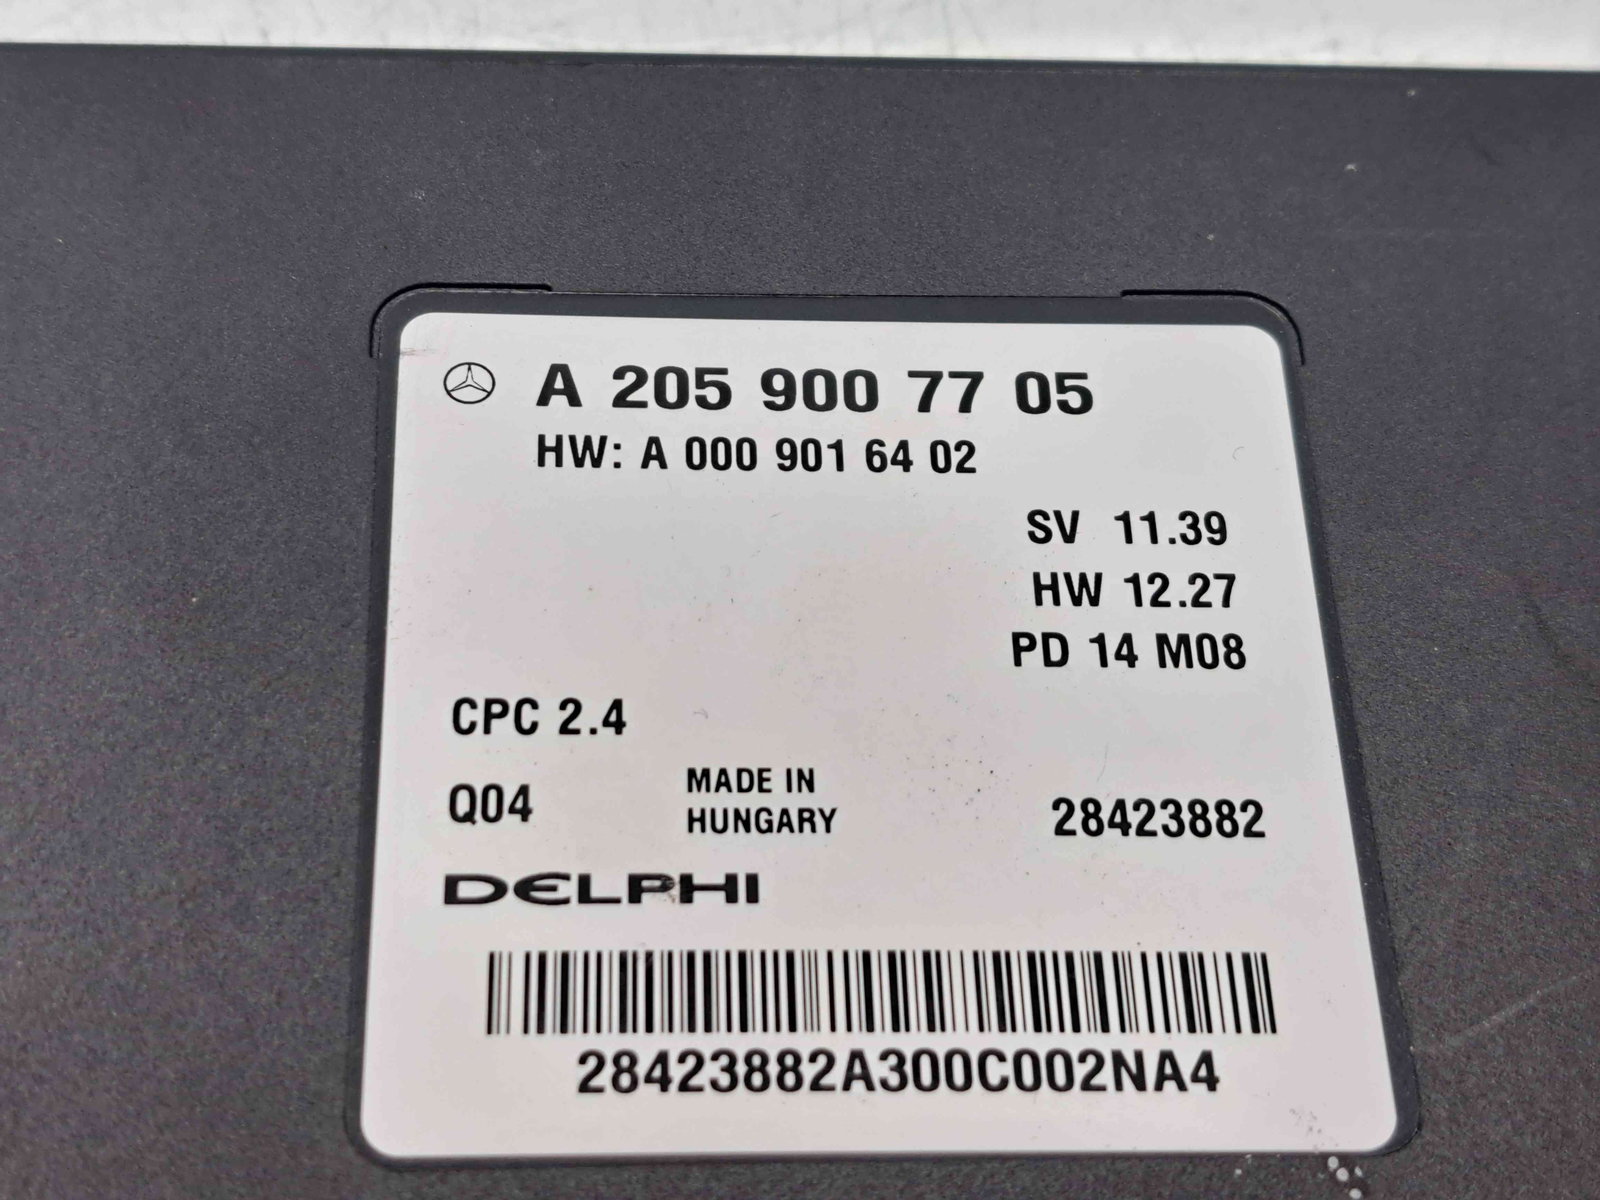 A 205 900 77 05
HW: A 000 901 64 02
SV 11.39
HW 12.27
PD 14 M08
CPC 2.4
Q04
MADE IN
HUNGARY
28423882
DELPHI
28423882A300C002NA4